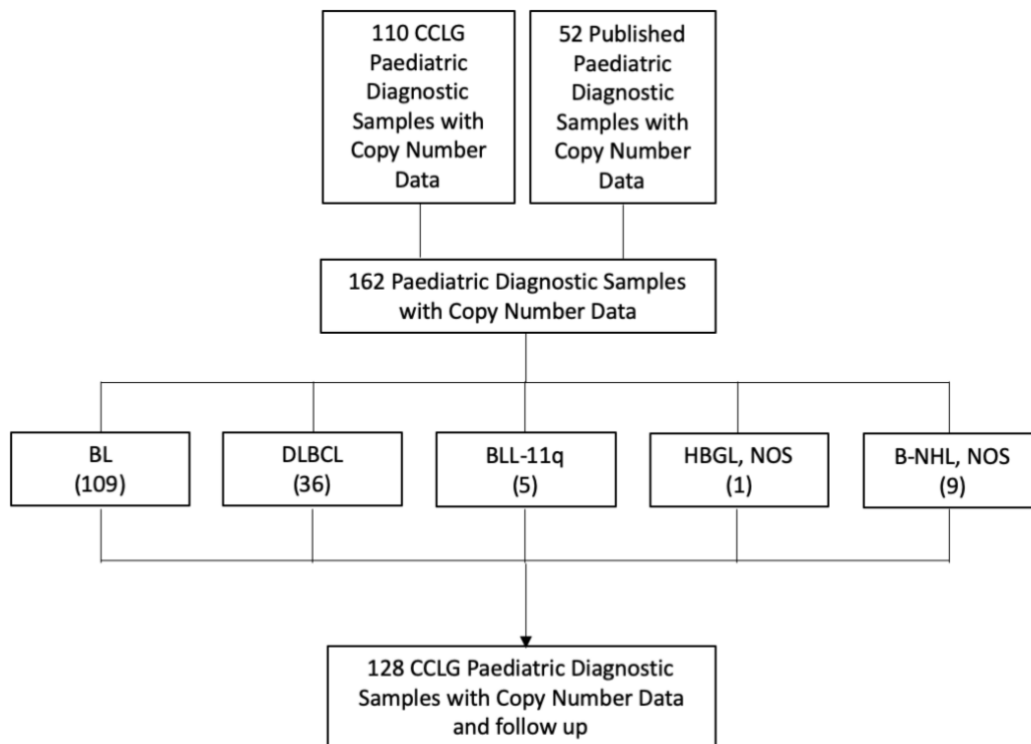 110 CCLG
Paediatric
Diagnostic
Samples with
Copy Number
Data
52 Published
Paediatric
Diagnostic
Samples with
Copy Number
Data
162 Paediatric Diagnostic Samples
with Copy Number Data
BL
(109)
DLBCL
(36)
BLL-11q
(5)
HBGL, NOS
(1)
B-NHL, NOS
(9)
128 CCLG Paediatric Diagnostic
Samples with Copy Number Data
and follow up